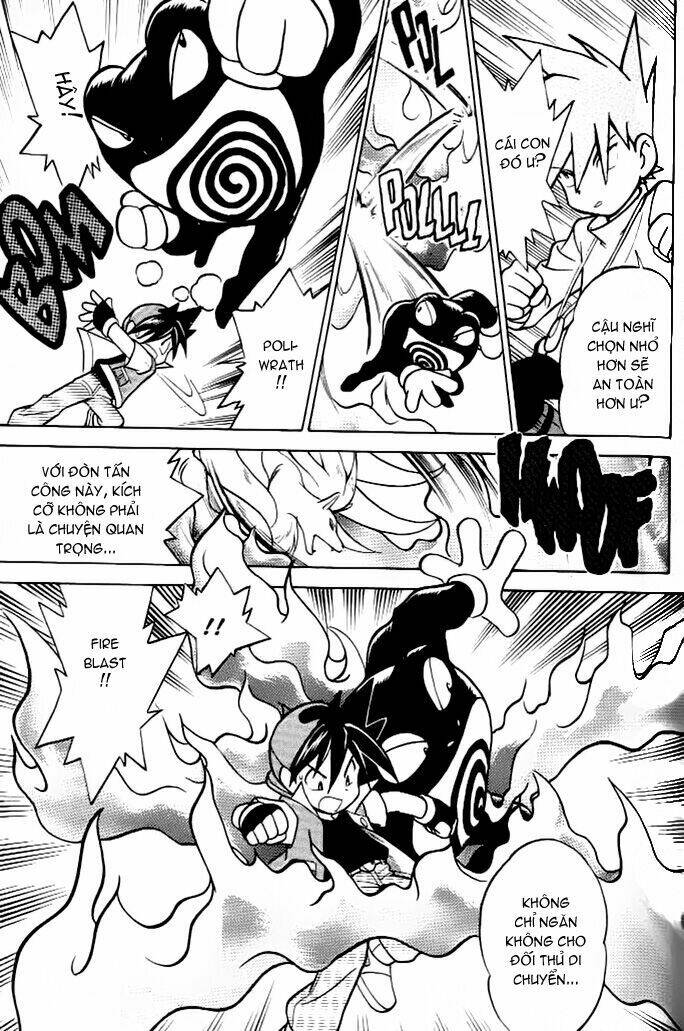 CÁI CON
ĐÓ Ư?
CẬU NGHĨ
CHỌN NHỎ
HƠN SẼ
AN TOÀN
HƠN Ư?
POL
POLLLLL
HÂY!
BOM
POLI
WRATH
!!
HWOF
VỚI ĐÒN TẤN
CÔNG NÀY, KÍCH
CỠ KHÔNG PHẢI
LÀ CHUYỆN QUAN
TRỌNG...
!!
FIRE
BLAST
!!
KHÔNG
CHỈ NGĂN
KHÔNG CHO
ĐỐI THỦ DI
CHUYỂN...